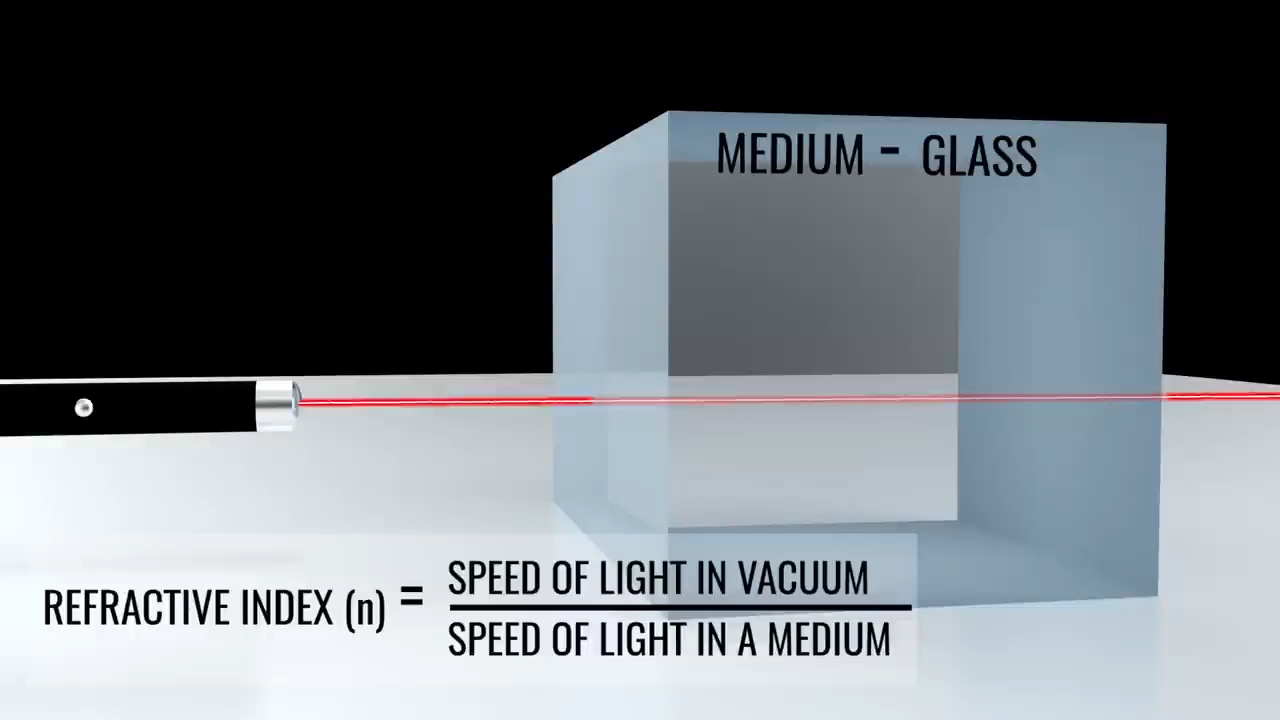 MEDIUM - GLASS
REFRACTIVE INDEX (n) = SPEED OF LIGHT IN VACUUM
SPEED OF LIGHT IN A MEDIUM